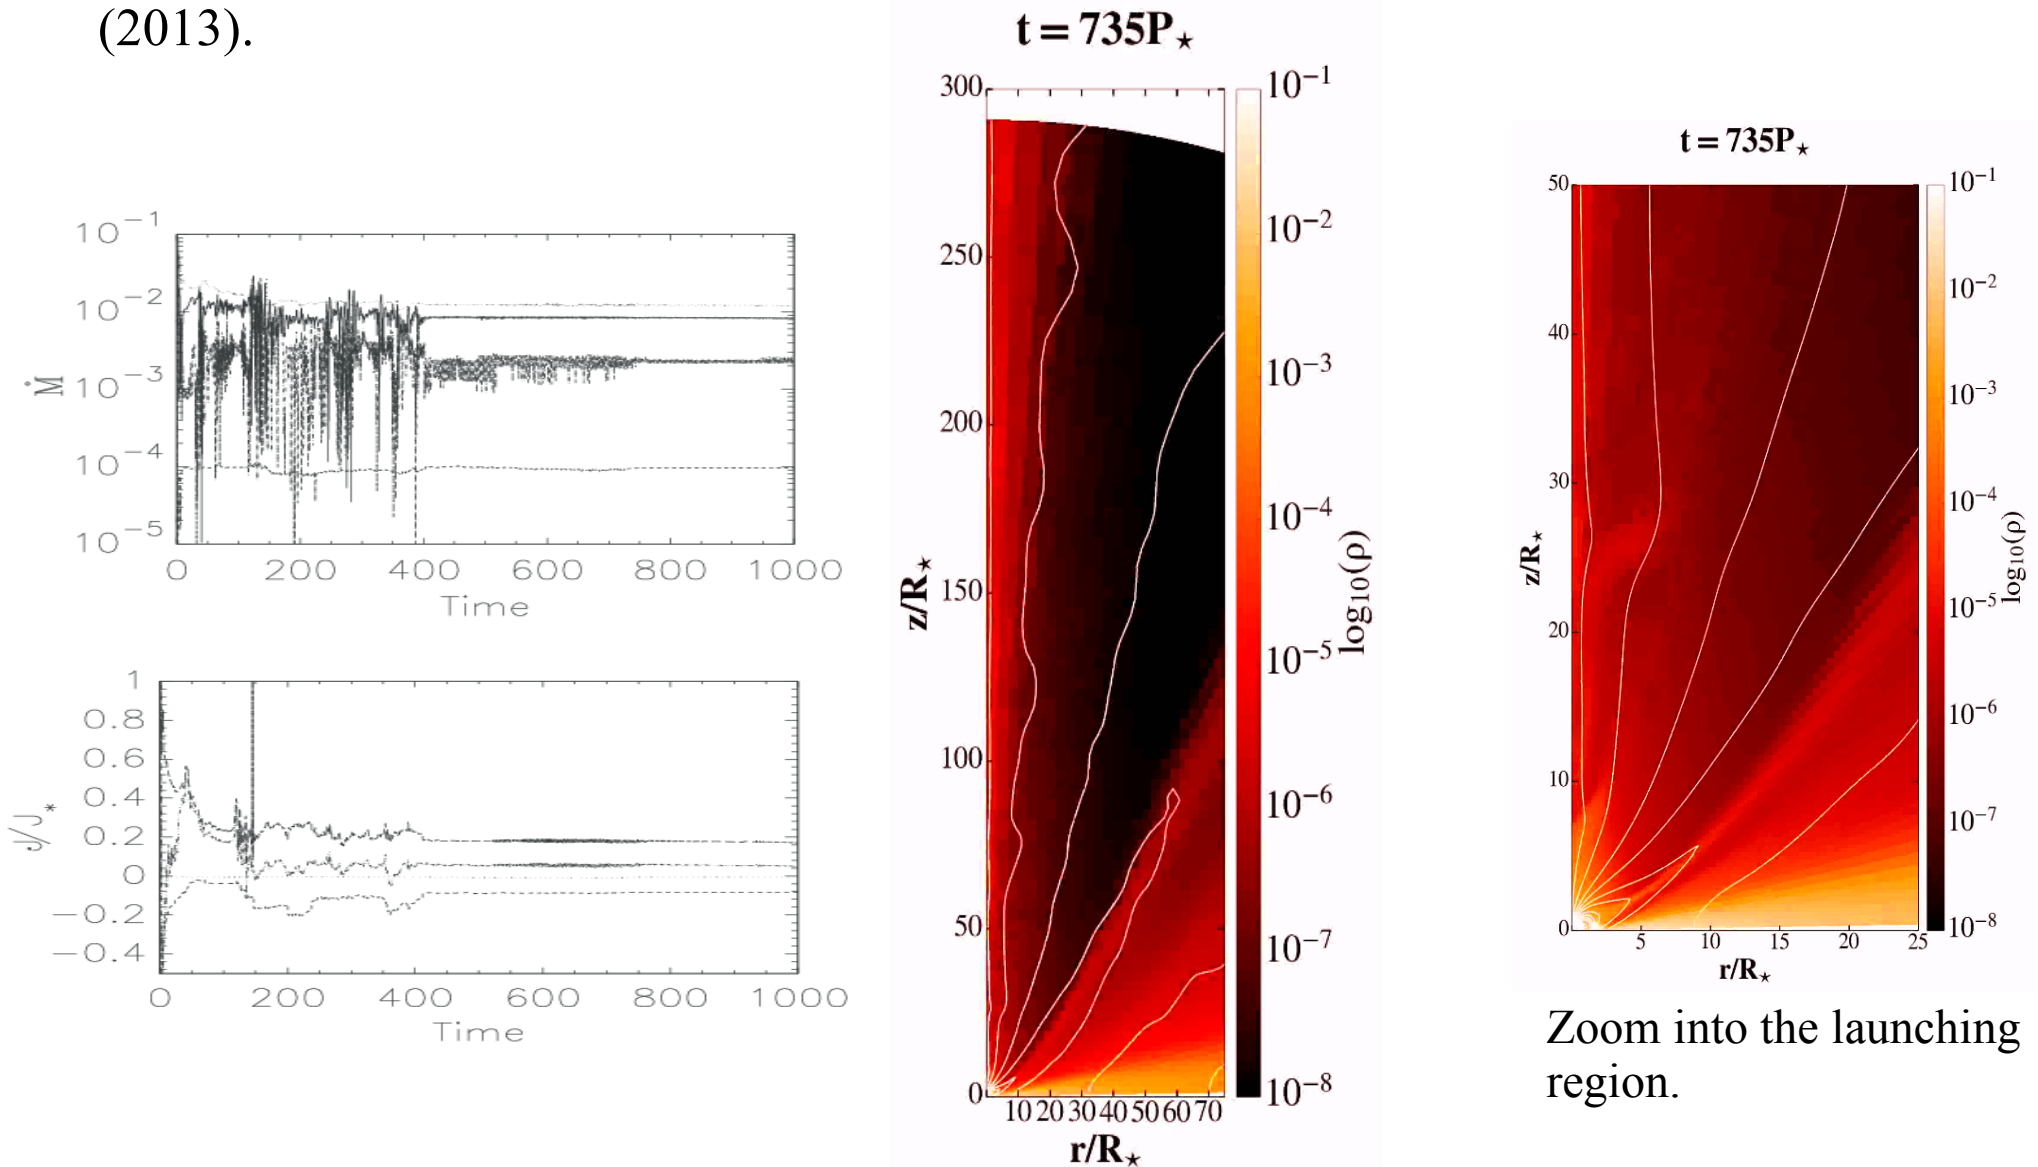 (2013).
10⁻¹
10⁻²
10⁻³
10⁻⁴
10⁻⁵
Ṁ
0 200 400 600 800 1000
Time
1
0.8
0.6
0.4
0.2
0
−0.2
−0.4
J/J*
0 200 400 600 800 1000
Time
t = 735P⋆
300
250
200
150
100
50
0
z/R⋆
10 20 30 40 50 60 70
r/R⋆
10⁻¹
10⁻²
10⁻³
10⁻⁴
10⁻⁵
10⁻⁶
10⁻⁷
10⁻⁸
log₁₀(ρ)
t = 735P⋆
50
40
30
20
10
0
z/R⋆
5 10 15 20 25
r/R⋆
10⁻¹
10⁻²
10⁻³
10⁻⁴
10⁻⁵
10⁻⁶
10⁻⁷
10⁻⁸
log₁₀(ρ)
Zoom into the launching
region.